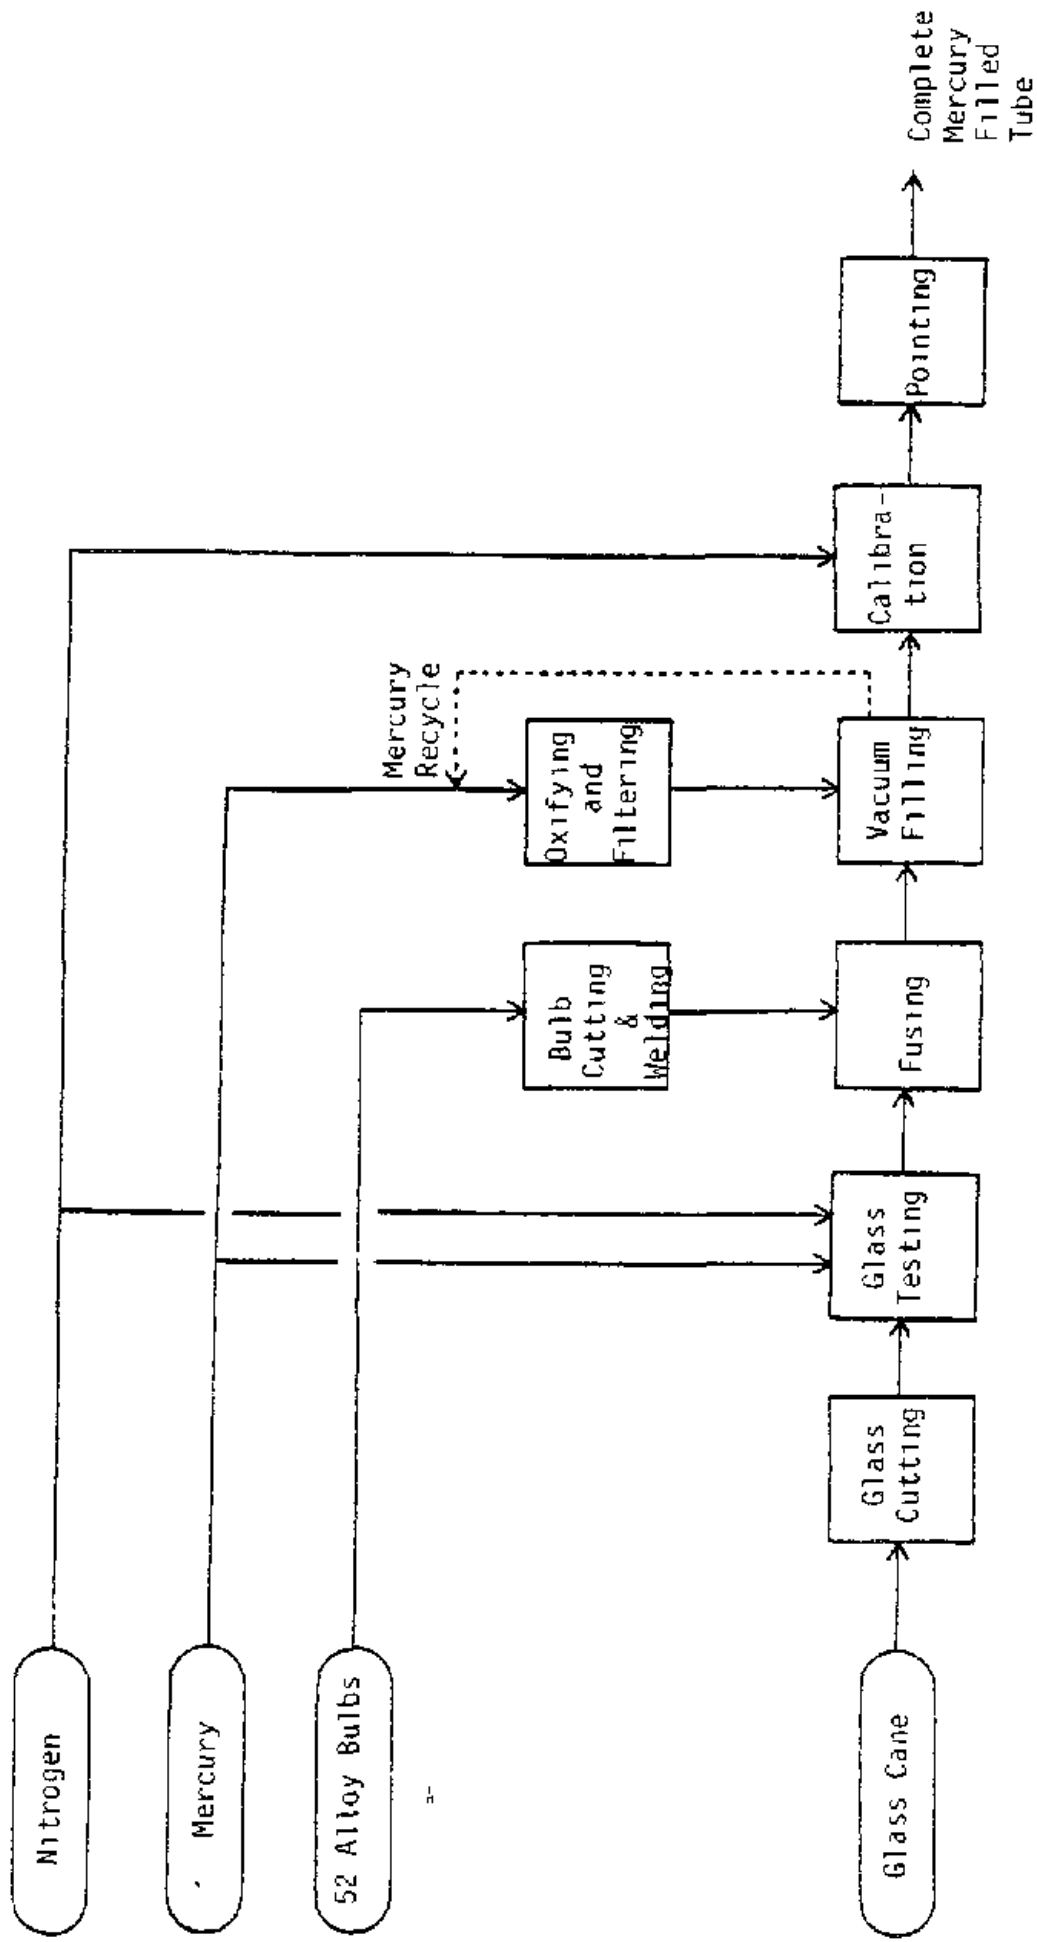 Nitrogen
Mercury
52 Alloy Bulbs
Glass Cane
Glass
Cutting
Glass
Testing
Bulb
Cutting
&
Welding
Fusing
Mercury
Recycle
Oxifying
and
Filtering
Vacuum
Filling
Calibra-
tion
Pointing
Complete
Mercury
Filled
Tube